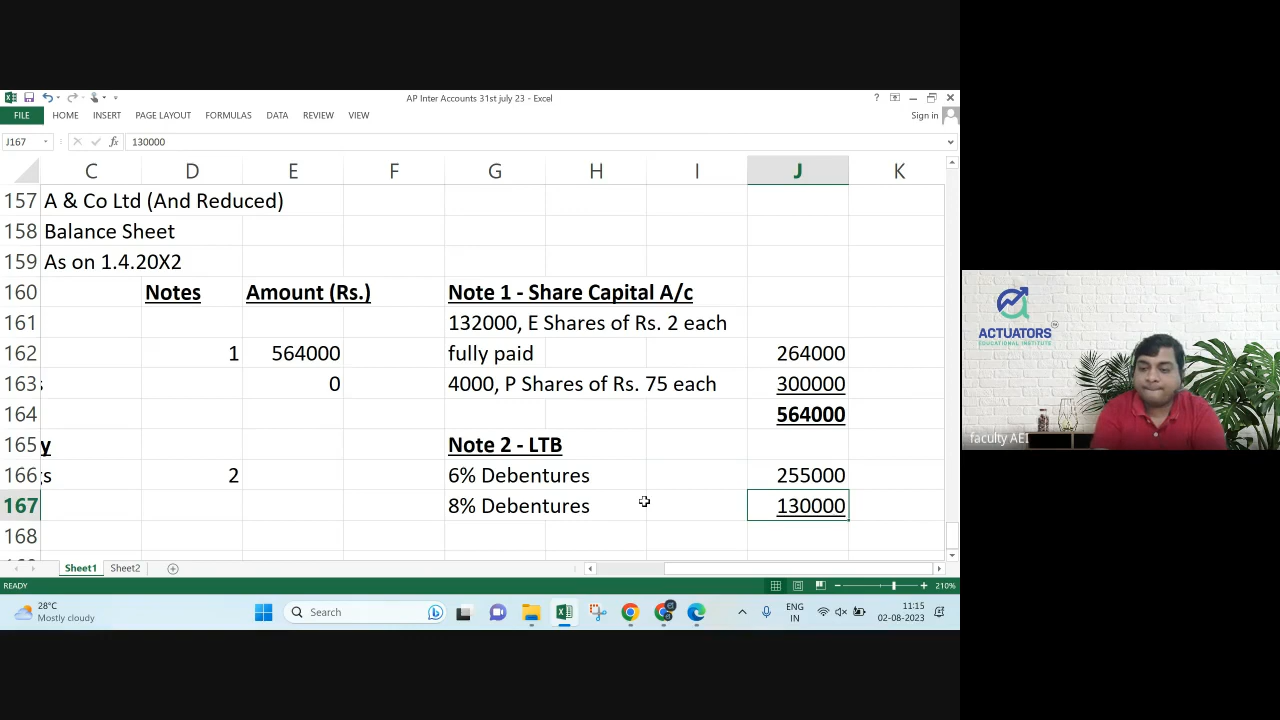 AP Inter Accounts 31st july 23 - Excel
FILE HOME INSERT PAGE LAYOUT FORMULAS DATA REVIEW VIEW Sign in
J167 fx 130000
C D E F G H I J K
157 A & Co Ltd (And Reduced)
158 Balance Sheet
159 As on 1.4.20X2
160 Notes Amount (Rs.) Note 1 - Share Capital A/c
161 132000, E Shares of Rs. 2 each
162 1 564000 fully paid 264000
163 0 4000, P Shares of Rs. 75 each 300000
164 564000
165 y Note 2 - LTB
166 s 2 6% Debentures 255000
167 8% Debentures 130000
168
Sheet1 Sheet2
READY 210%
28°C
Mostly cloudy
Search
ENG
IN
11:15
02-08-2023
ACTUATORS
EDUCATIONAL INSTITUTE
TM
faculty AEI